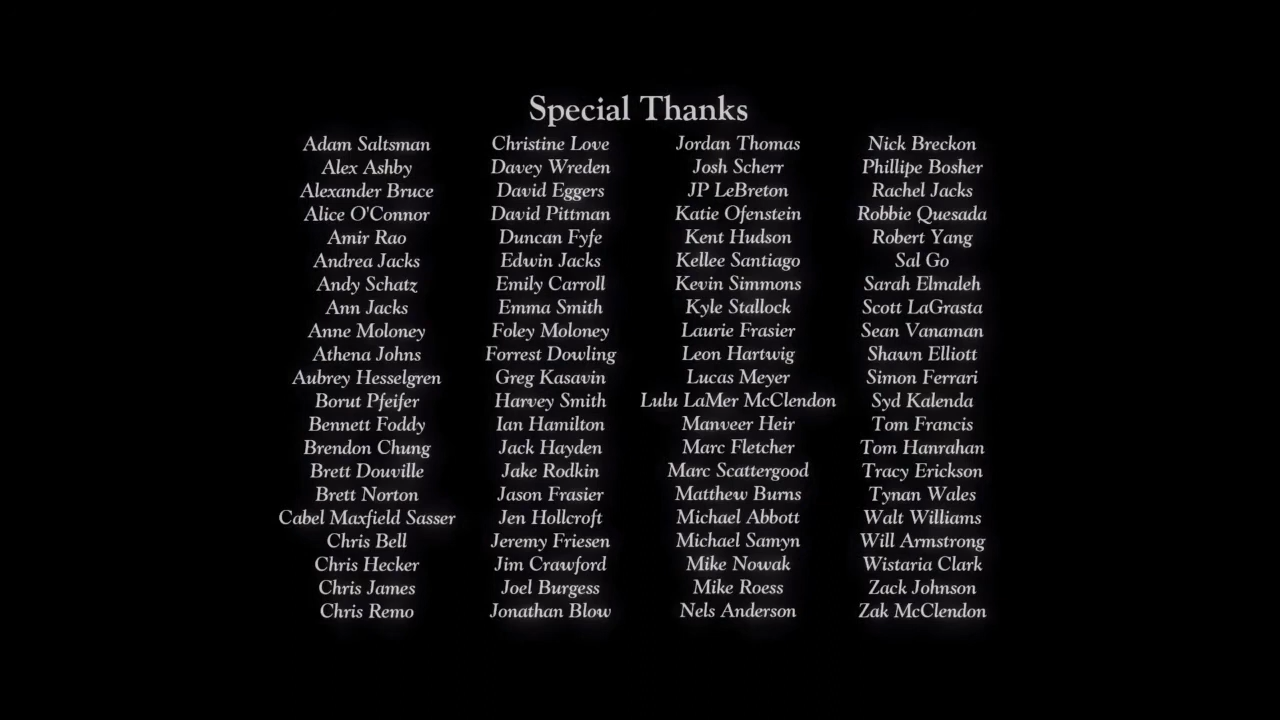 Special Thanks
Adam Saltsman
Alex Ashby
Alexander Bruce
Alice O'Connor
Amir Rao
Andrea Jacks
Andy Schatz
Ann Jacks
Anne Moloney
Athena Johns
Aubrey Hesselgren
Borut Pfeifer
Bennett Foddy
Brendon Chung
Brett Douville
Brett Norton
Cabel Maxfield Sasser
Chris Bell
Chris Hecker
Chris James
Chris Remo
Christine Love
Davey Wreden
David Eggers
David Pittman
Duncan Fyfe
Edwin Jacks
Emily Carroll
Emma Smith
Foley Moloney
Forrest Dowling
Greg Kasavin
Harvey Smith
Ian Hamilton
Jack Hayden
Jake Rodkin
Jason Frasier
Jen Hollcroft
Jeremy Friesen
Jim Crawford
Joel Burgess
Jonathan Blow
Jordan Thomas
Josh Scherr
JP LeBreton
Katie Ofenstein
Kent Hudson
Kellee Santiago
Kevin Simmons
Kyle Stallock
Laurie Frasier
Leon Hartwig
Lucas Meyer
Lulu LaMer McClendon
Manveer Heir
Marc Fletcher
Marc Scattergood
Matthew Burns
Michael Abbott
Michael Samyn
Mike Nowak
Mike Roess
Nels Anderson
Nick Breckon
Phillipe Bosher
Rachel Jacks
Robbie Quesada
Robert Yang
Sal Go
Sarah Elmaleh
Scott LaGrasta
Sean Vanaman
Shawn Elliott
Simon Ferrari
Syd Kalenda
Tom Francis
Tom Hanrahan
Tracy Erickson
Tynan Wales
Walt Williams
Will Armstrong
Wistaria Clark
Zack Johnson
Zak McClendon